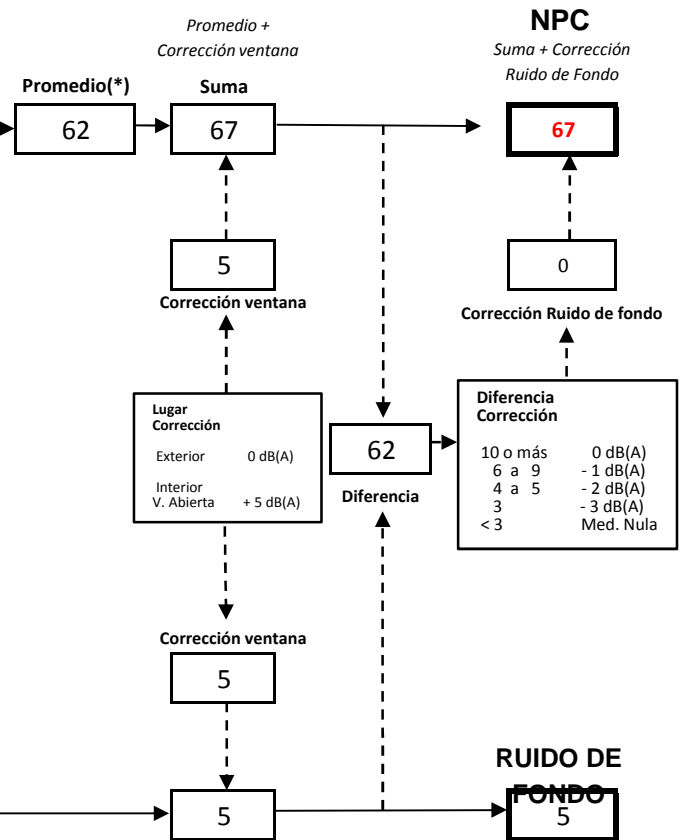 NPC
Promedio +
Corrección ventana
Suma + Corrección
Ruido de Fondo
Promedio(*)
Suma
62
67
67
5
0
Corrección ventana
Corrección Ruido de fondo
Lugar
Corrección
Exterior 0 dB(A)
Interior
V. Abierta + 5 dB(A)
62
Diferencia
Diferencia
Corrección
10 o más 0 dB(A)
6 a 9 - 1 dB(A)
4 a 5 - 2 dB(A)
3 - 3 dB(A)
< 3 Med. Nula
Corrección ventana
5
RUIDO DE
FONDO
5
5